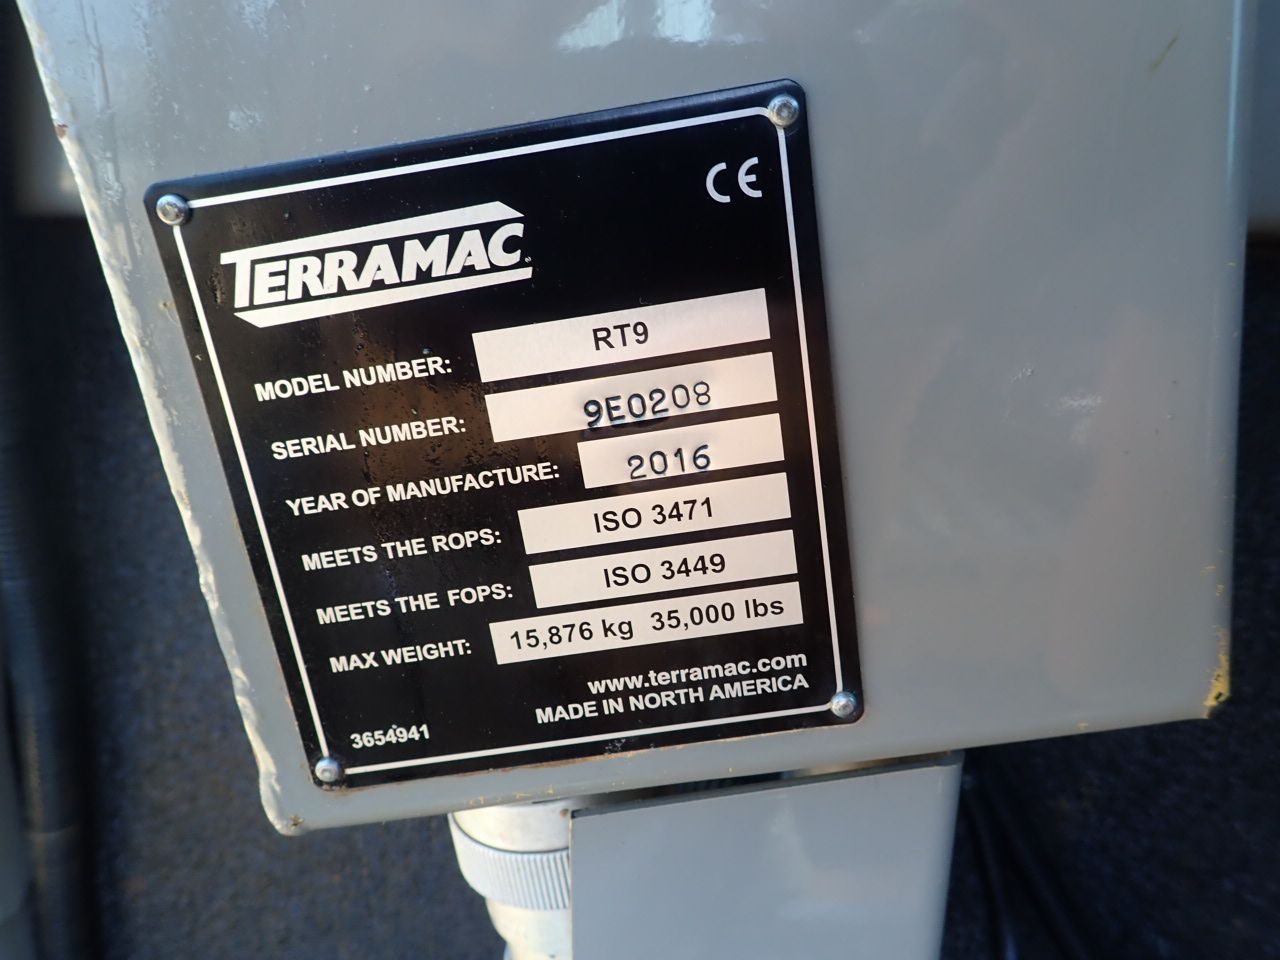 CE
TERRAMAC
MODEL NUMBER: RT9
SERIAL NUMBER: 9E0208
YEAR OF MANUFACTURE: 2016
MEETS THE ROPS: ISO 3471
MEETS THE FOPS: ISO 3449
MAX WEIGHT: 15,876 kg 35,000 lbs
www.terramac.com
MADE IN NORTH AMERICA
3654941